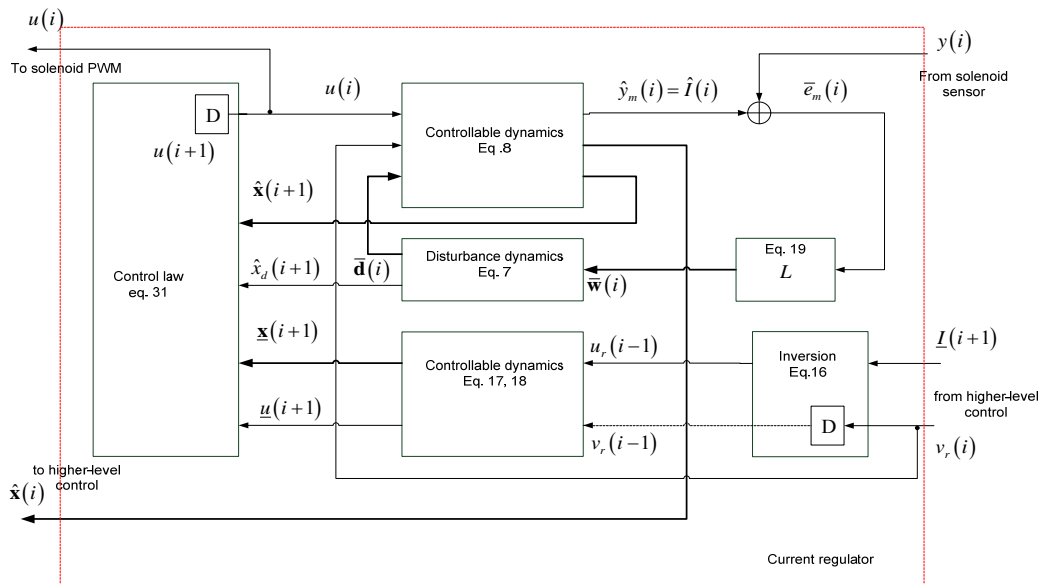 u(i)
To solenoid PWM
y(i)
From solenoid
sensor
D
u(i+1)
u(i)
Controllable dynamics
Eq .8
ŷ_m(i) = Î(i)
e̅_m(i)
x̂(i+1)
Control law
eq. 31
x̂_d(i+1)
d̅(i)
Disturbance dynamics
Eq. 7
w̅(i)
Eq. 19
L
x̲(i+1)
u̲(i+1)
Controllable dynamics
Eq. 17, 18
u_r(i−1)
v_r(i−1)
Inversion
Eq.16
D
I̲(i+1)
from higher-level
control
v_r(i)
to higher-level
control
x̂(i)
Current regulator